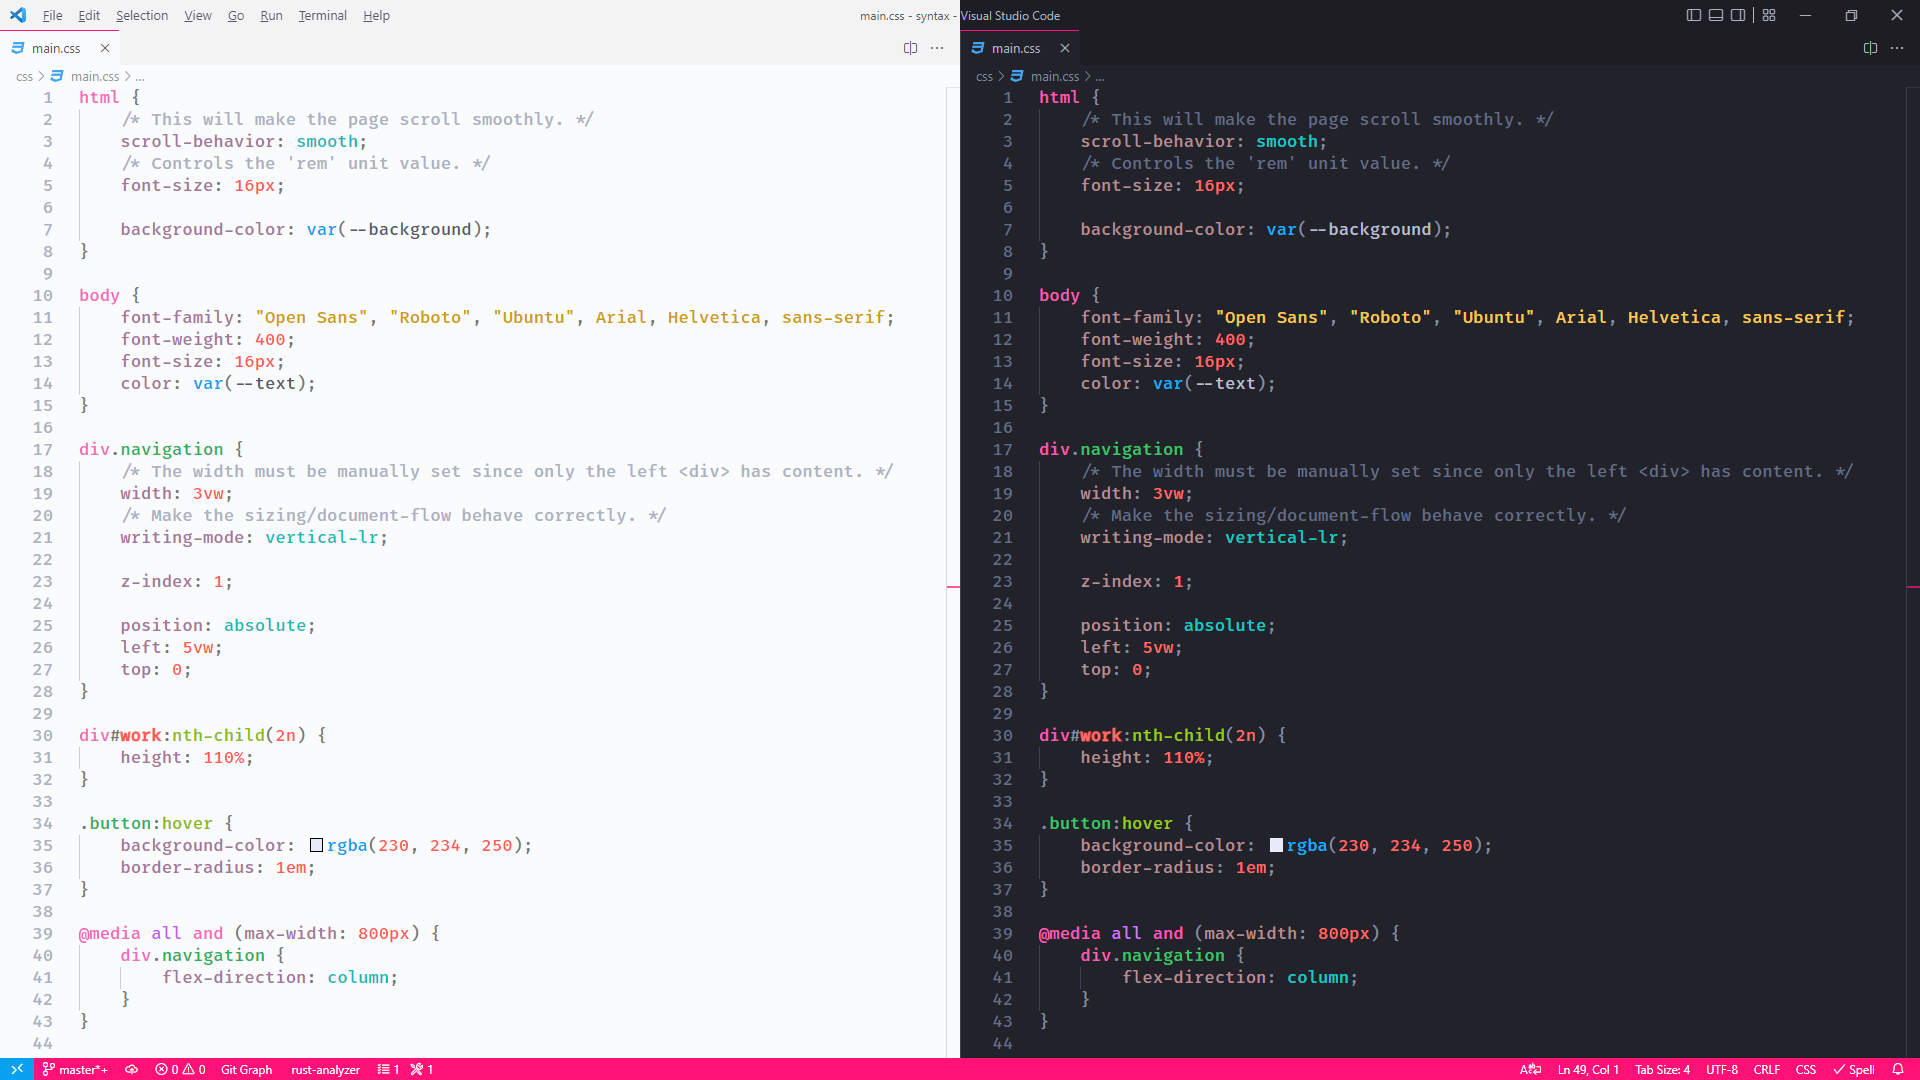 File Edit Selection View Go Run Terminal Help
main.css - syntax - Visual Studio Code
main.css
css > main.css > ...
1 html {
2 /* This will make the page scroll smoothly. */
3 scroll-behavior: smooth;
4 /* Controls the 'rem' unit value. */
5 font-size: 16px;
6
7 background-color: var(--background);
8 }
9
10 body {
11 font-family: "Open Sans", "Roboto", "Ubuntu", Arial, Helvetica, sans-serif;
12 font-weight: 400;
13 font-size: 16px;
14 color: var(--text);
15 }
16
17 div.navigation {
18 /* The width must be manually set since only the left <div> has content. */
19 width: 3vw;
20 /* Make the sizing/document-flow behave correctly. */
21 writing-mode: vertical-lr;
22
23 z-index: 1;
24
25 position: absolute;
26 left: 5vw;
27 top: 0;
28 }
29
30 div#work:nth-child(2n) {
31 height: 110%;
32 }
33
34 .button:hover {
35 background-color: rgba(230, 234, 250);
36 border-radius: 1em;
37 }
38
39 @media all and (max-width: 800px) {
40 div.navigation {
41 flex-direction: column;
42 }
43 }
44
main.css
css > main.css > ...
1 html {
2 /* This will make the page scroll smoothly. */
3 scroll-behavior: smooth;
4 /* Controls the 'rem' unit value. */
5 font-size: 16px;
6
7 background-color: var(--background);
8 }
9
10 body {
11 font-family: "Open Sans", "Roboto", "Ubuntu", Arial, Helvetica, sans-serif;
12 font-weight: 400;
13 font-size: 16px;
14 color: var(--text);
15 }
16
17 div.navigation {
18 /* The width must be manually set since only the left <div> has content. */
19 width: 3vw;
20 /* Make the sizing/document-flow behave correctly. */
21 writing-mode: vertical-lr;
22
23 z-index: 1;
24
25 position: absolute;
26 left: 5vw;
27 top: 0;
28 }
29
30 div#work:nth-child(2n) {
31 height: 110%;
32 }
33
34 .button:hover {
35 background-color: rgba(230, 234, 250);
36 border-radius: 1em;
37 }
38
39 @media all and (max-width: 800px) {
40 div.navigation {
41 flex-direction: column;
42 }
43 }
44
master*+ 0 0 Git Graph rust-analyzer 1 1 Ln 49, Col 1 Tab Size: 4 UTF-8 CRLF CSS Spell